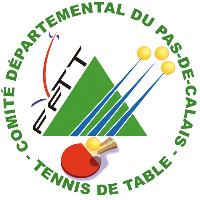 COMITÉ DÉPARTEMENTAL DU PAS-DE-CALAIS
- TENNIS DE TABLE -
FFTT